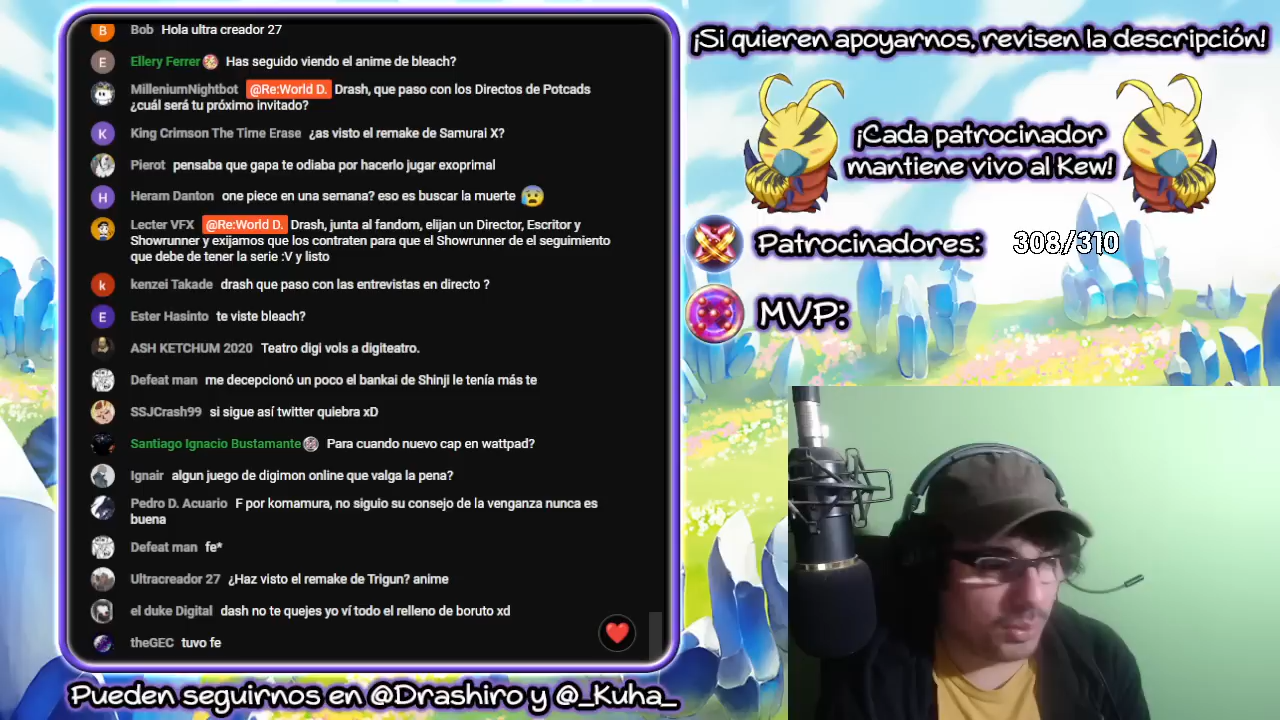 B Bob Hola ultra creador 27
E Ellery Ferrer Has seguido viendo el anime de bleach?
MilleniumNightbot @Re:World D. Drash, que paso con los Directos de Potcads
¿cuál será tu próximo invitado?
K King Crimson The Time Erase ¿as visto el remake de Samurai X?
Pierot pensaba que gapa te odiaba por hacerlo jugar exoprimal
H Heram Danton one piece en una semana? eso es buscar la muerte 😰
Lecter VFX @Re:World D. Drash, junta al fandom, elijan un Director, Escritor y
Showrunner y exijamos que los contraten para que el Showrunner de el seguimiento
que debe de tener la serie :V y listo
k kenzei Takade drash que paso con las entrevistas en directo ?
E Ester Hasinto te viste bleach?
ASH KETCHUM 2020 Teatro digi vols a digiteatro.
Defeat man me decepcionó un poco el bankai de Shinji le tenía más te
SSJCrash99 si sigue así twitter quiebra xD
Santiago Ignacio Bustamante Para cuando nuevo cap en wattpad?
Ignair algun juego de digimon online que valga la pena?
Pedro D. Acuario F por komamura, no siguio su consejo de la venganza nunca es
buena
Defeat man fe*
Ultracreador 27 ¿Haz visto el remake de Trigun? anime
el duke Digital dash no te quejes yo ví todo el relleno de boruto xd
theGEC tuvo fe
Pueden seguirnos en @Drashiro y @_Kuha_
¡Si quieren apoyarnos, revisen la descripción!
¡Cada patrocinador
mantiene vivo al Kew!
Patrocinadores: 308/310
MVP: